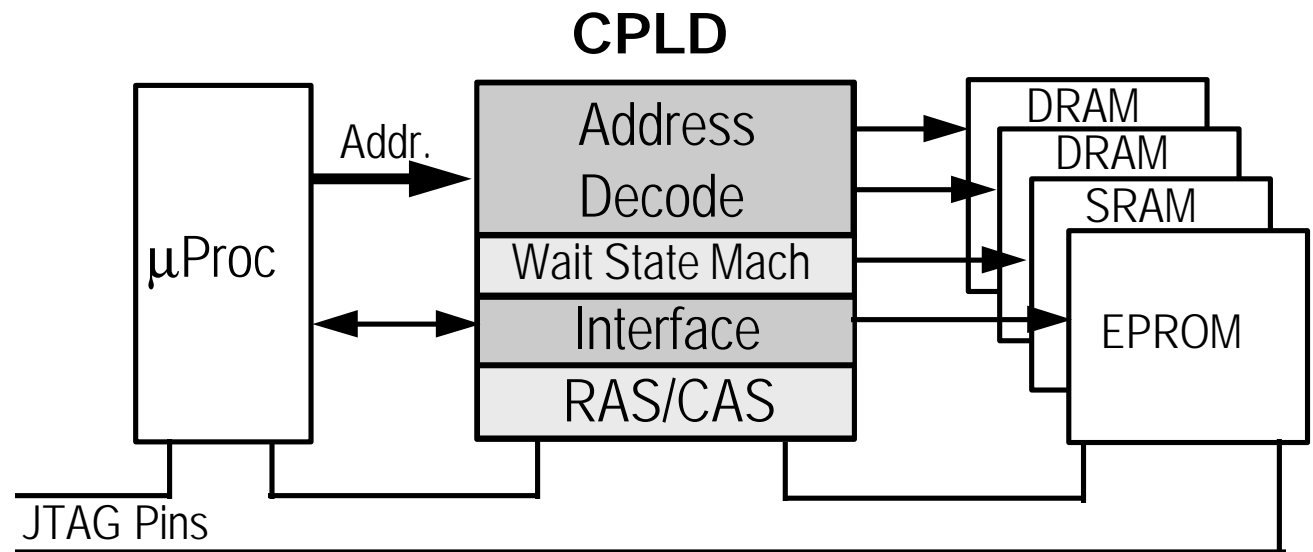 CPLD
Addr.
μProc
Address
Decode
Wait State Mach
Interface
RAS/CAS
DRAM
DRAM
SRAM
EPROM
JTAG Pins